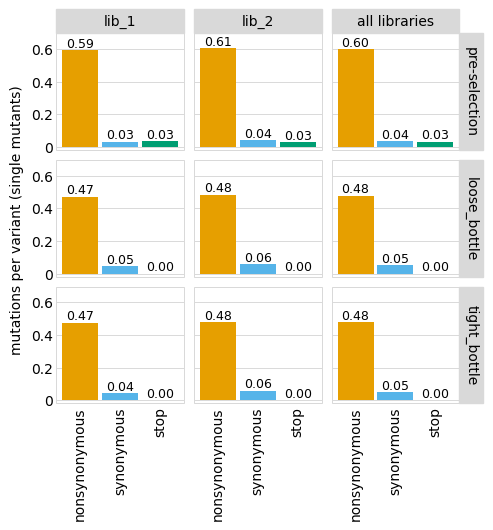 lib_1 lib_2 all libraries
mutations per variant (single mutants)
0.6 0.59 0.61 0.60
0.4
0.2
0 0.03 0.03 0.04 0.03 0.04 0.03
pre-selection
0.6
0.4 0.47 0.48 0.48
0.2
0 0.05 0.00 0.06 0.00 0.05 0.00
loose_bottle
0.6
0.4 0.47 0.48 0.48
0.2
0 0.04 0.00 0.06 0.00 0.05 0.00
tight_bottle
nonsynonymous synonymous stop nonsynonymous synonymous stop nonsynonymous synonymous stop